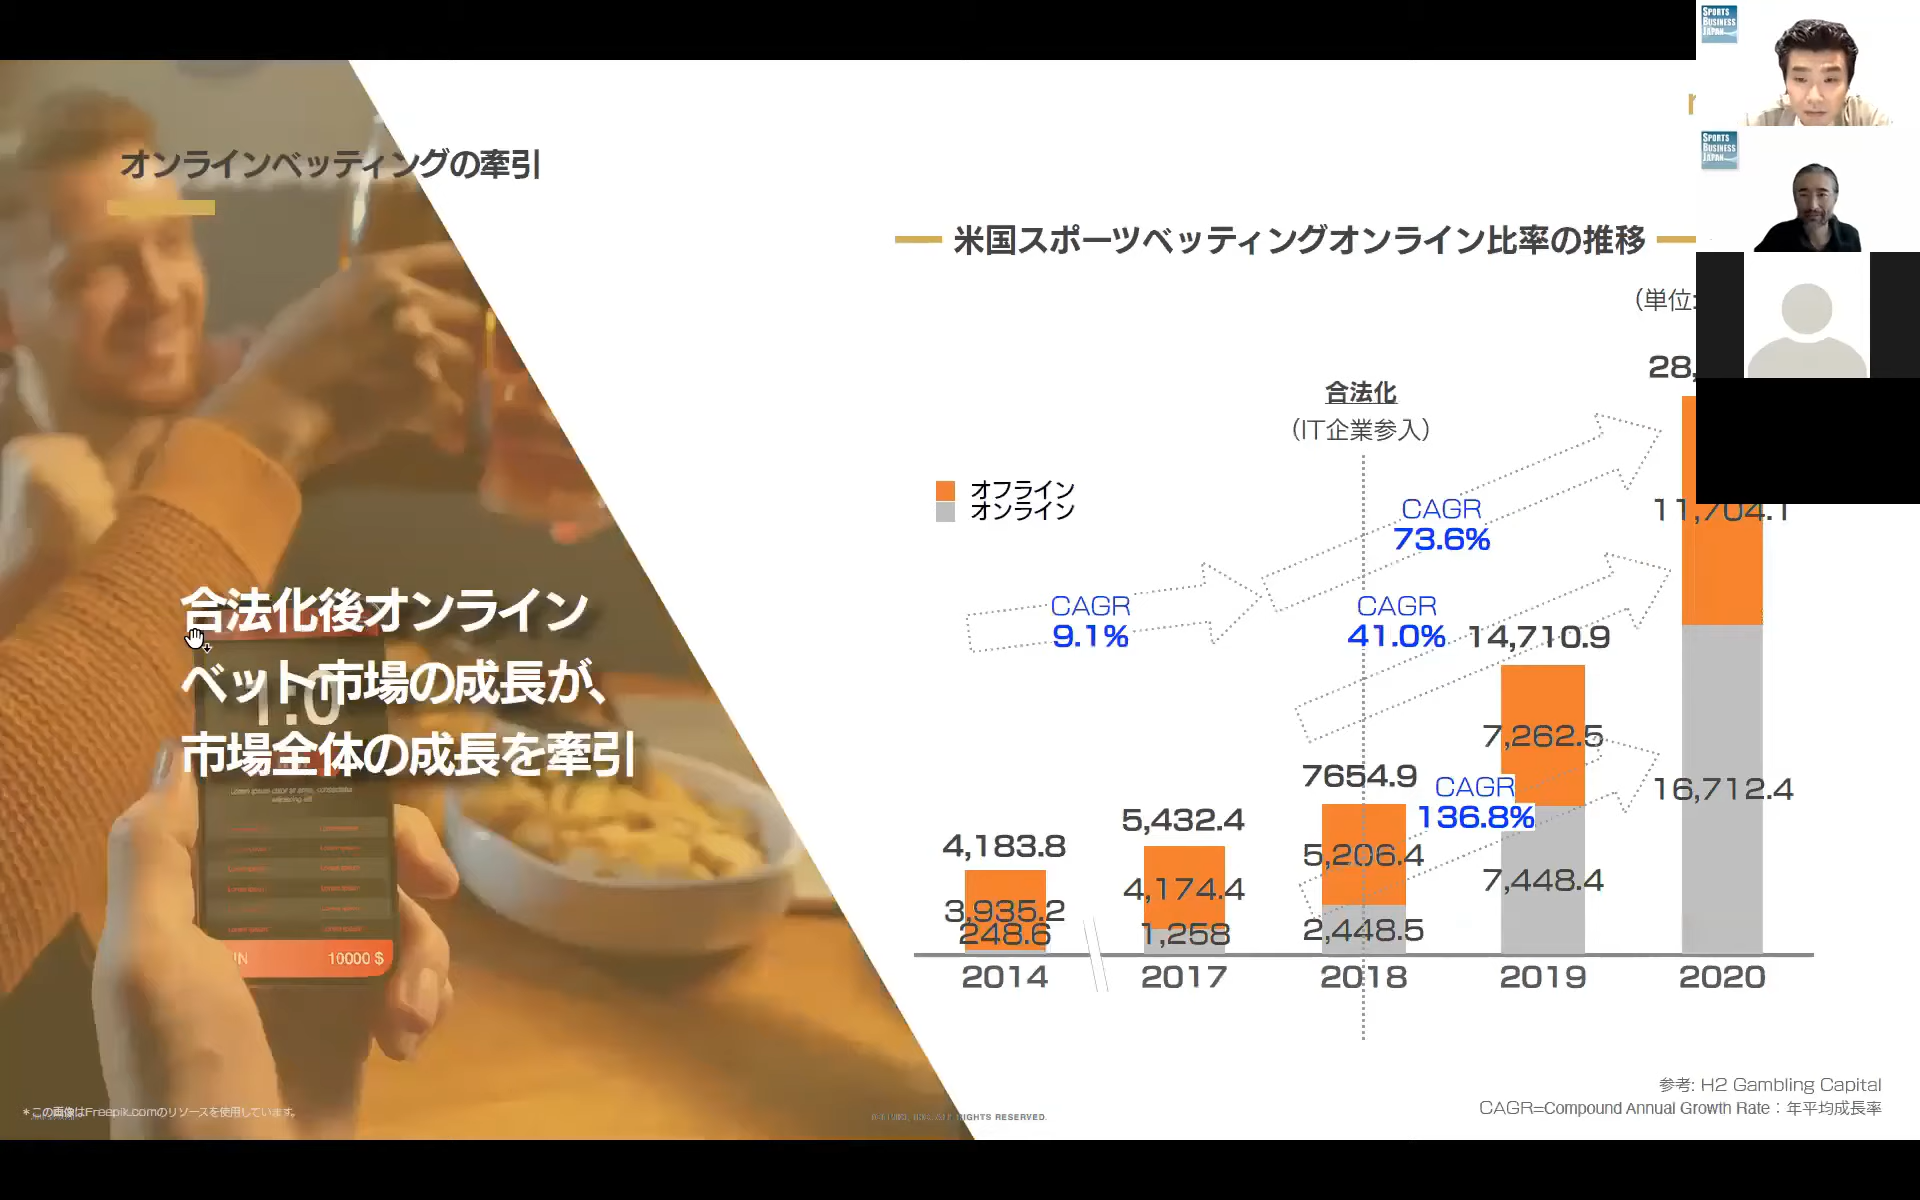 SPORTS
BUSINESS
JAPAN
SPORTS
BUSINESS
JAPAN
オンラインベッティングの牽引
米国スポーツベッティングオンライン比率の推移
（単位:
28,
合法化
（IT企業参入）
オフライン
オンライン
CAGR
73.6%
11,704.1
CAGR
9.1%
CAGR
41.0%
14,710.9
合法化後オンライン
ベット市場の成長が、
市場全体の成長を牽引
1:0
7,262.5
7654.9
CAGR
136.8%
16,712.4
5,432.4
4,183.8
5,206.4
4,174.4
7,448.4
3,935.2
248.6
1,258
2,448.5
IN 10000 $
2014 2017 2018 2019 2020
参考: H2 Gambling Capital
CAGR=Compound Annual Growth Rate：年平均成長率
＊この画像はFreepik.comのリソースを使用しています。
RIGHTS RESERVED.